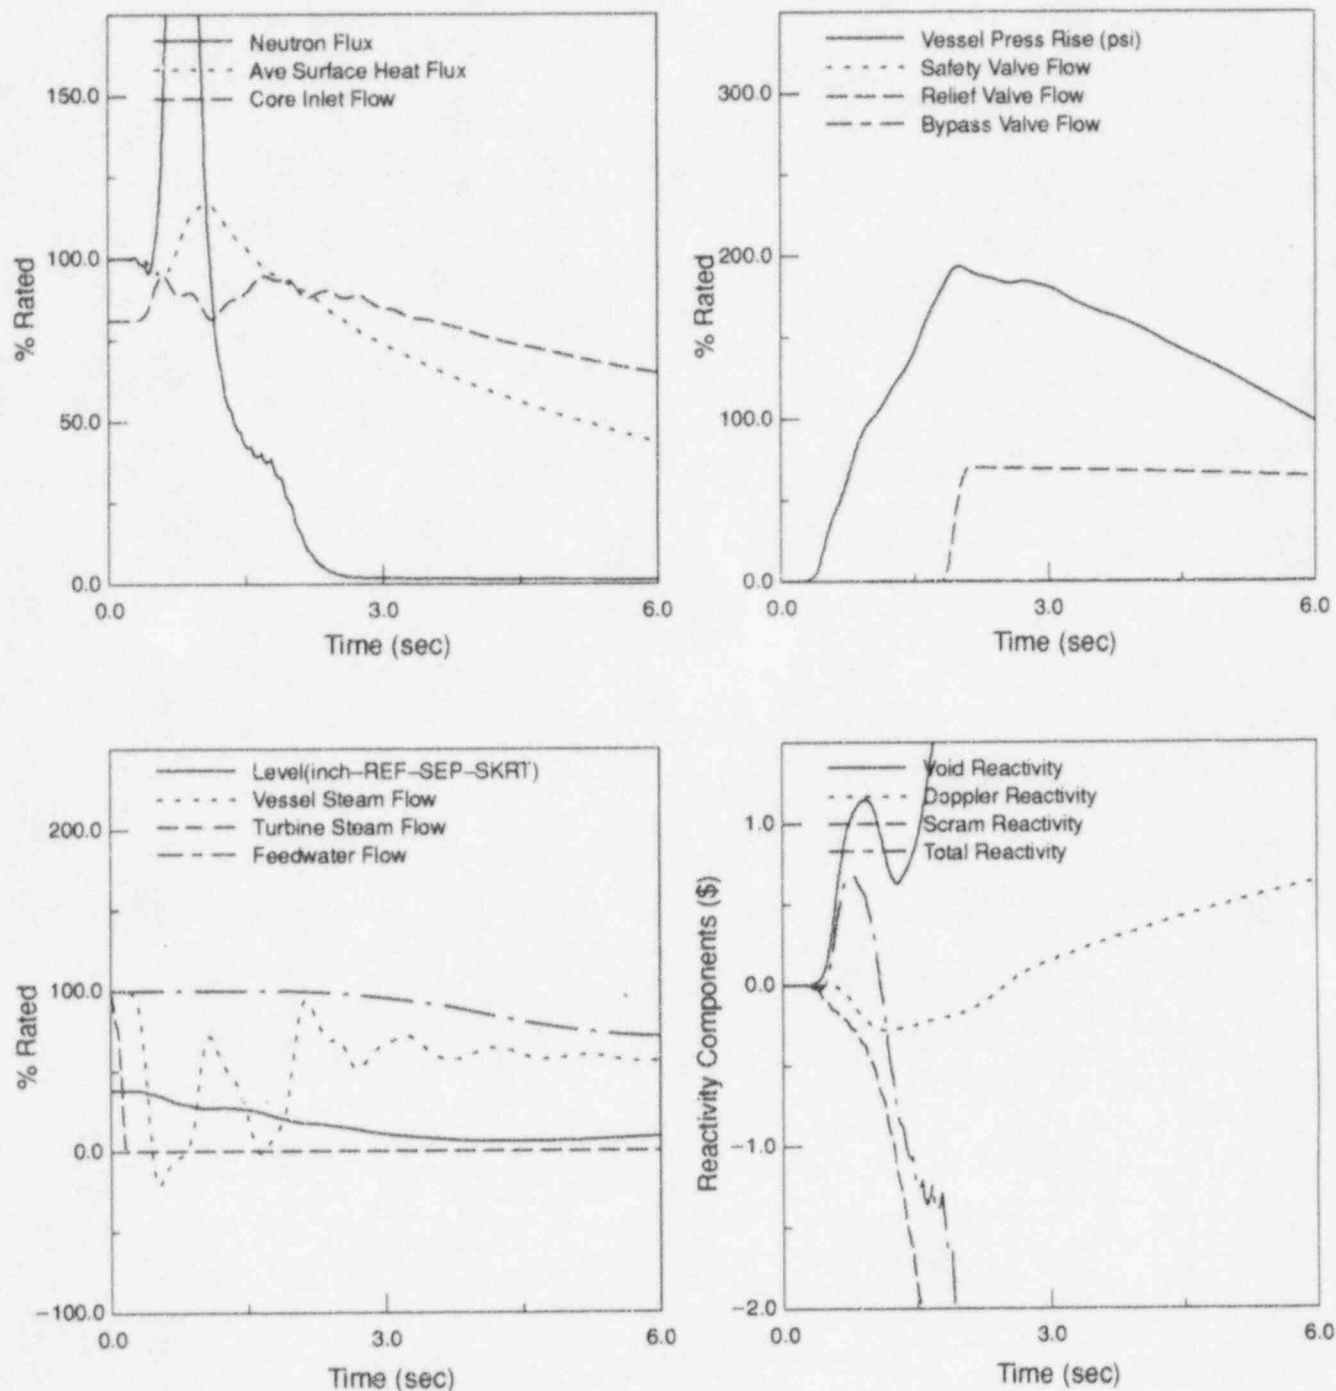 Neutron Flux
Ave Surface Heat Flux
Core Inlet Flow
150.0
100.0
50.0
0.0
% Rated
0.0 3.0 6.0
Time (sec)
Vessel Press Rise (psi)
Safety Valve Flow
Relief Valve Flow
Bypass Valve Flow
300.0
200.0
100.0
0.0
% Rated
0.0 3.0 6.0
Time (sec)
Level(inch-REF-SEP-SKRT)
Vessel Steam Flow
Turbine Steam Flow
Feedwater Flow
200.0
100.0
0.0
-100.0
% Rated
0.0 3.0 6.0
Time (sec)
Void Reactivity
Doppler Reactivity
Scram Reactivity
Total Reactivity
1.0
0.0
-1.0
-2.0
Reactivity Components ($)
0.0 3.0 6.0
Time (sec)